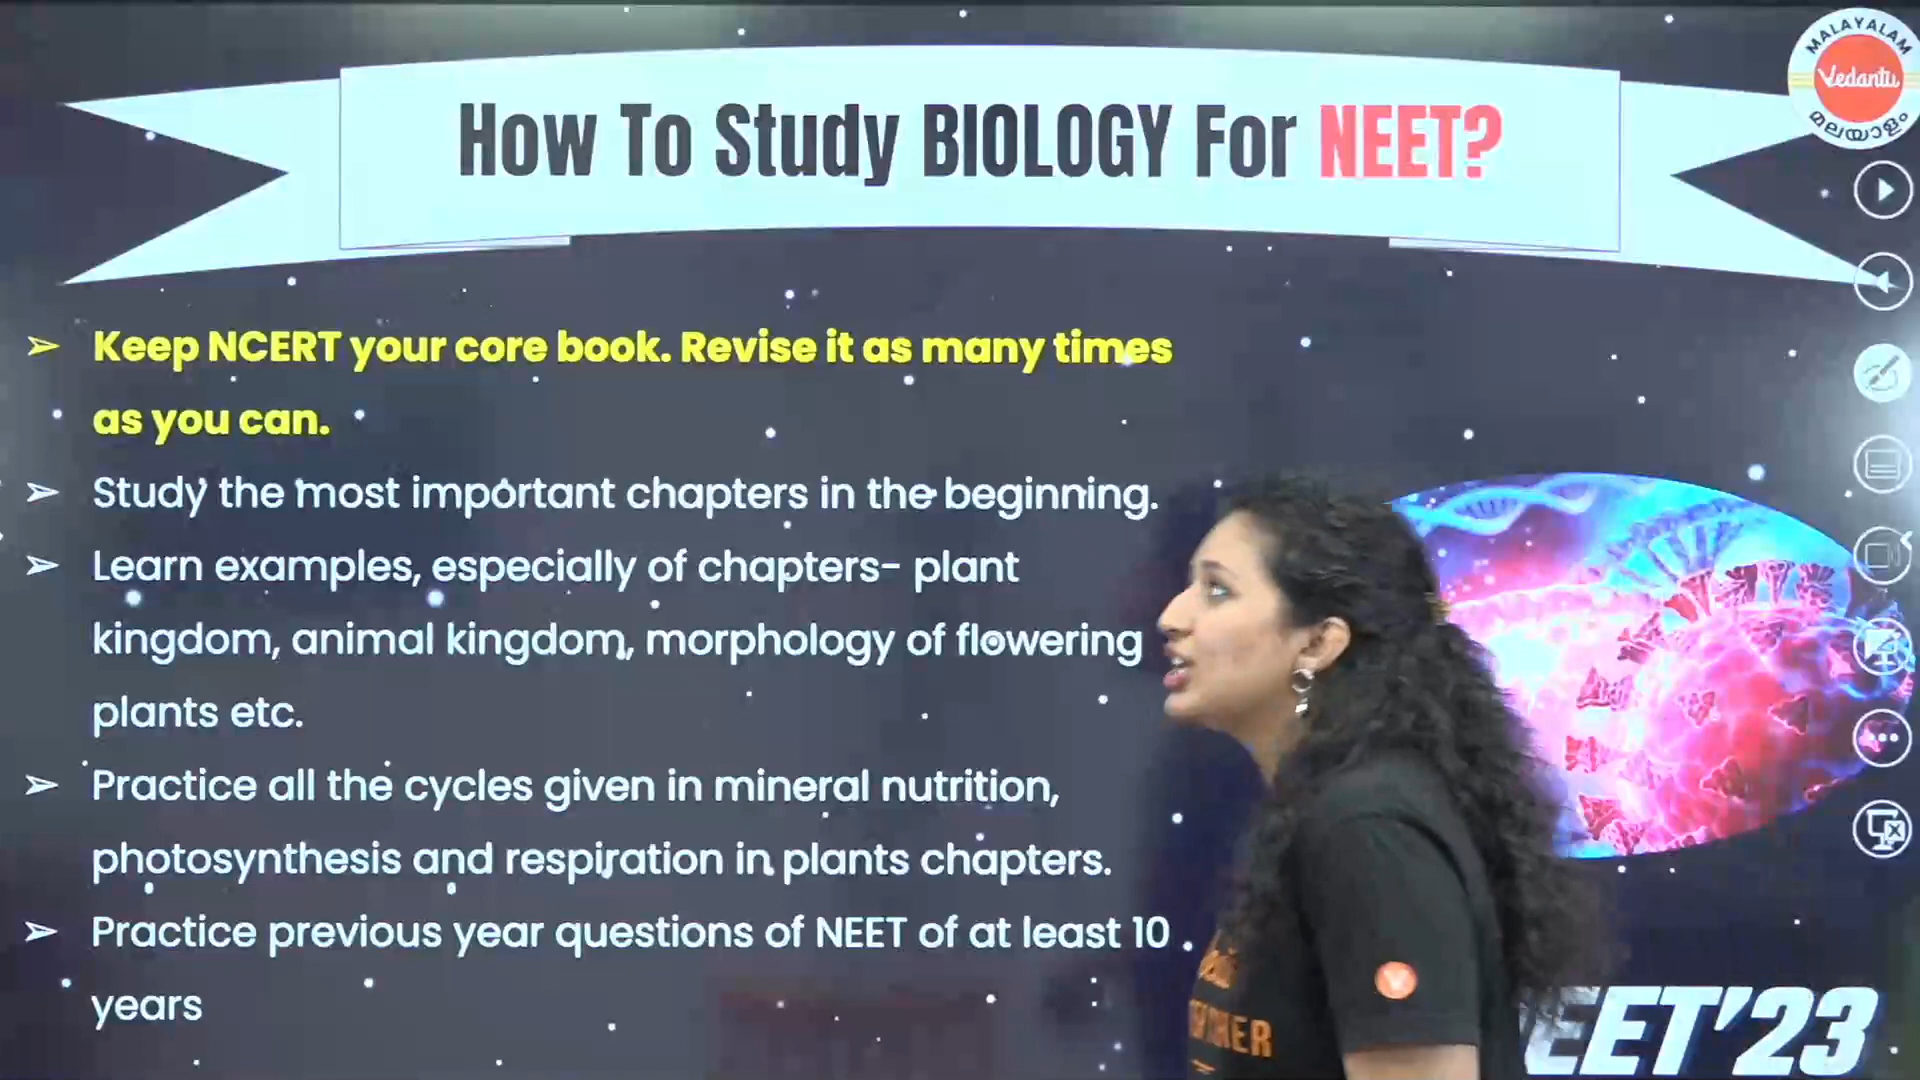 MALAYALAM
Vedantu
മലയാളം
How To Study BIOLOGY For NEET?
➢ Keep NCERT your core book. Revise it as many times
as you can.
➢ Study the most important chapters in the beginning.
➢ Learn examples, especially of chapters- plant
kingdom, animal kingdom, morphology of flowering
plants etc.
➢ Practice all the cycles given in mineral nutrition,
photosynthesis and respiration in plants chapters.
➢ Practice previous year questions of NEET of at least 10
years
EET'23